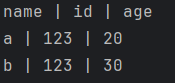 name | id | age
a | 123 | 20
b | 123 | 30